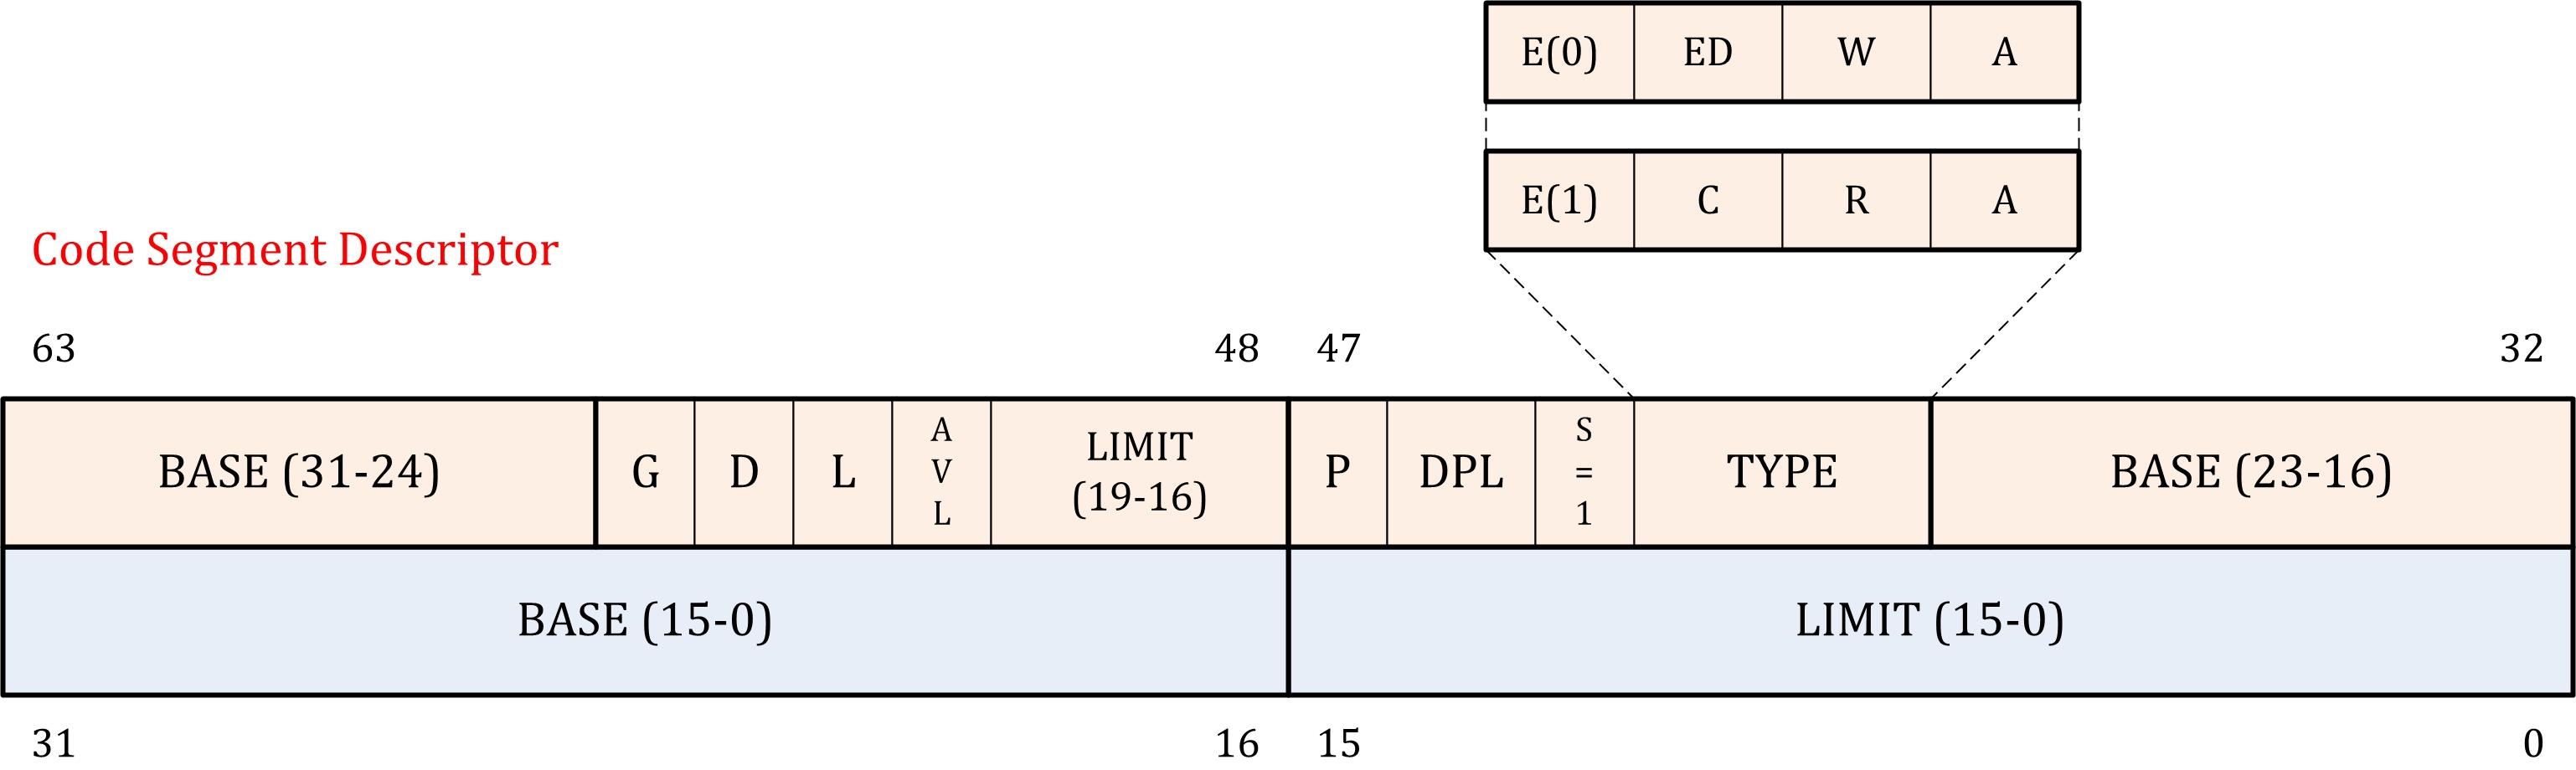 E(0) ED W A
E(1) C R A
Code Segment Descriptor
63 48 47 32
BASE (31-24) G D L A V L LIMIT (19-16) P DPL S = 1 TYPE BASE (23-16)
BASE (15-0) LIMIT (15-0)
31 16 15 0